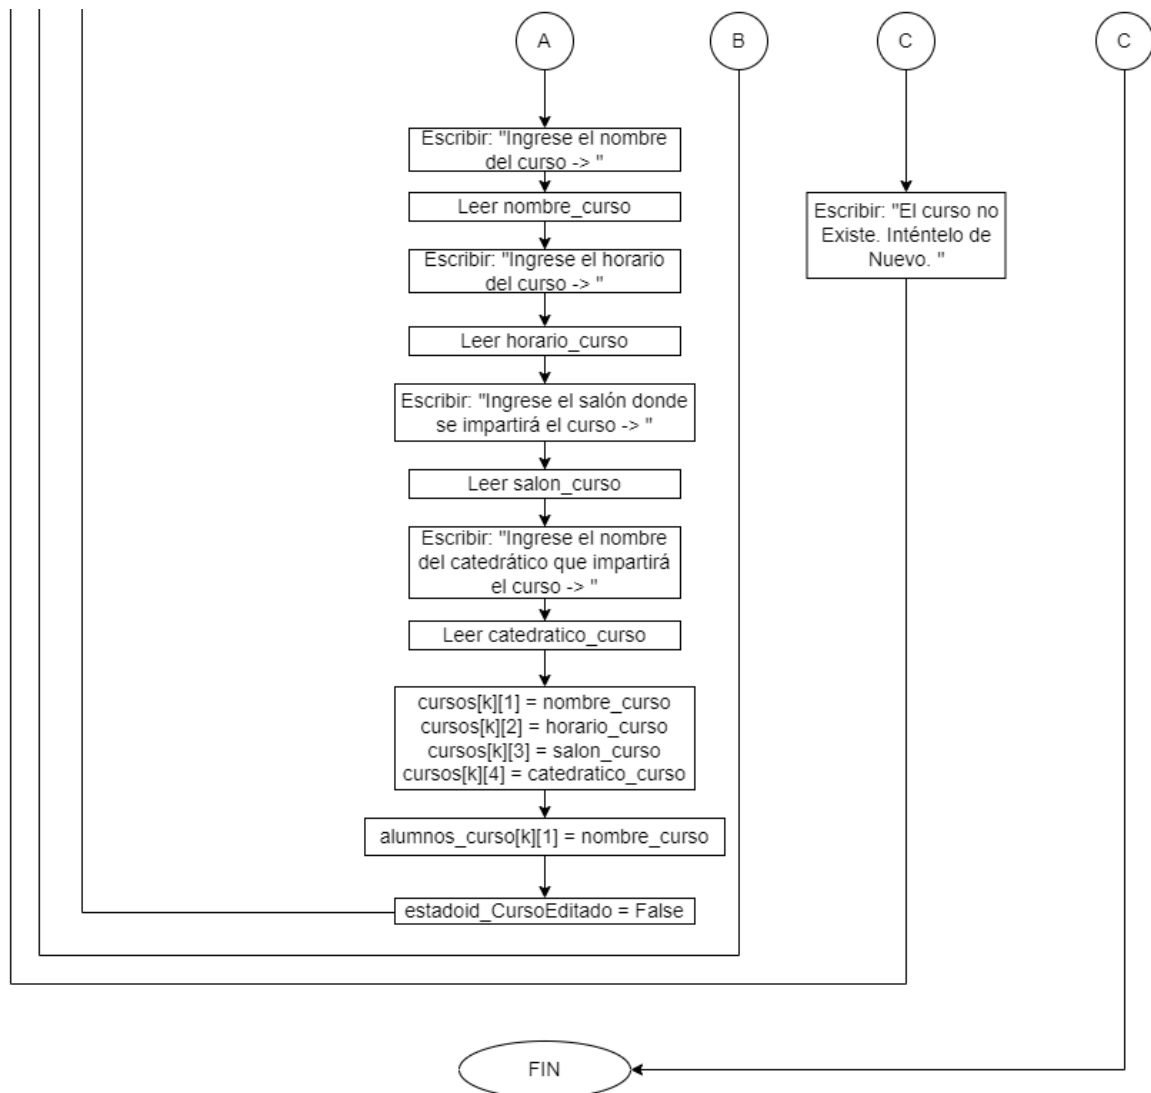 A
B
C
C
Escribir: "Ingrese el nombre
del curso -> "
Leer nombre_curso
Escribir: "El curso no
Existe. Inténtelo de
Nuevo. "
Escribir: "Ingrese el horario
del curso -> "
Leer horario_curso
Escribir: "Ingrese el salón donde
se impartirá el curso -> "
Leer salon_curso
Escribir: "Ingrese el nombre
del catedrático que impartirá
el curso -> "
Leer catedratico_curso
cursos[k][1] = nombre_curso
cursos[k][2] = horario_curso
cursos[k][3] = salon_curso
cursos[k][4] = catedratico_curso
alumnos_curso[k][1] = nombre_curso
estadoid_CursoEditado = False
FIN